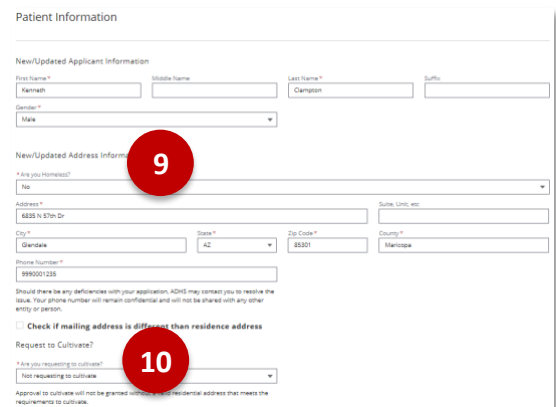 Patient Information
New/Updated Applicant Information
First Name * Middle Name Last Name * Suffix
Kenneth Clampton
Gender *
Male
New/Updated Address Informa
9
* Are you Homeless?
No
Address * Suite, Unit, etc
6835 N 57th Dr
City * State * Zip Code * County *
Glendale AZ 85301 Maricopa
Phone Number *
9990001235
Should there be any deficiencies with your application, ADHS may contact you to resolve the
issue. Your phone number will remain confidential and will not be shared with any other
entity or person.
Check if mailing address is different than residence address
Request to Cultivate?
10
* Are you requesting to cultivate?
Not requesting to cultivate
Approval to cultivate will not be granted without a valid residential address that meets the
requirements to cultivate.